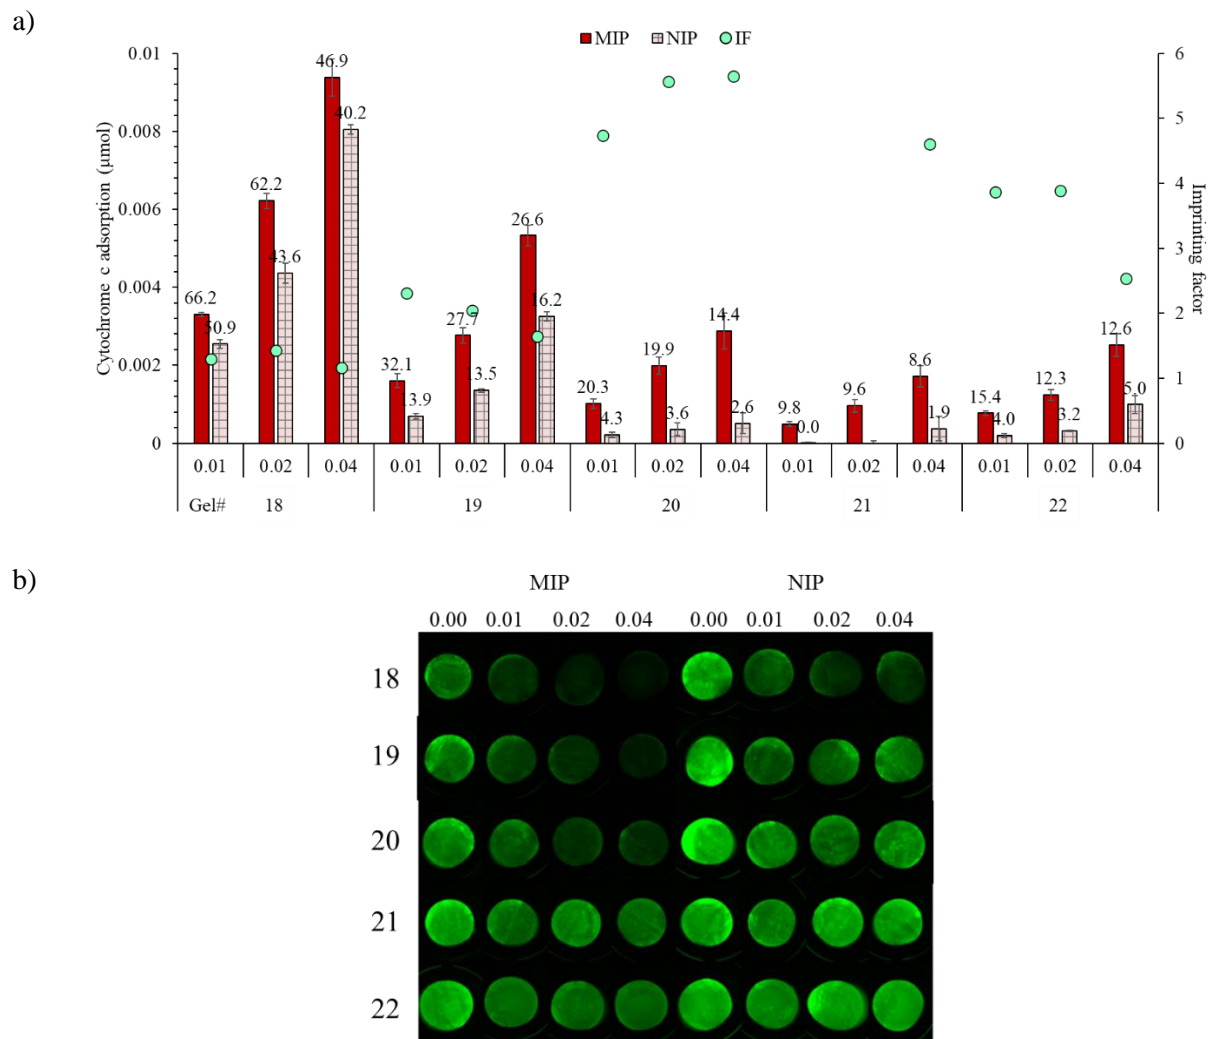 a)
MIP NIP IF
Cytochrome c adsorption (µmol)
0.01
0.008
0.006
0.004
0.002
0
66.2 50.9 62.2 43.6 46.9 40.2 32.1 13.9 27.7 13.5 26.6 16.2 20.3 4.3 19.9 3.6 14.4 2.6 9.8 0.0 9.6 8.6 1.9 15.4 4.0 12.3 3.2 12.6 5.0
6
5
4
3
2
1
0
Imprinting factor
0.01 0.02 0.04 0.01 0.02 0.04 0.01 0.02 0.04 0.01 0.02 0.04 0.01 0.02 0.04
Gel# 18 19 20 21 22
b)
MIP NIP
0.00 0.01 0.02 0.04 0.00 0.01 0.02 0.04
18
19
20
21
22